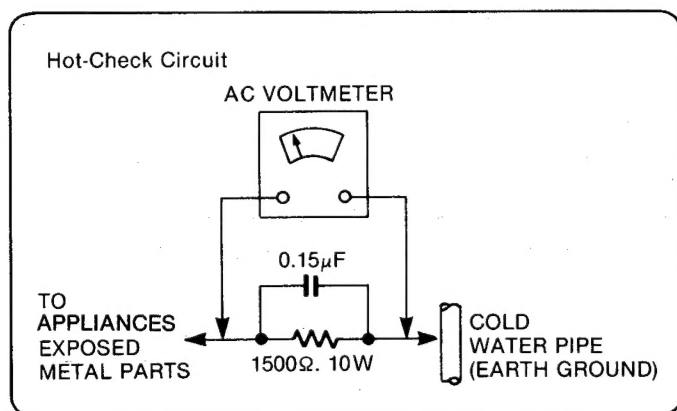 Hot-Check Circuit
AC VOLTMETER
0.15µF
TO
APPLIANCES
EXPOSED
METAL PARTS
1500Ω. 10W
COLD
WATER PIPE
(EARTH GROUND)